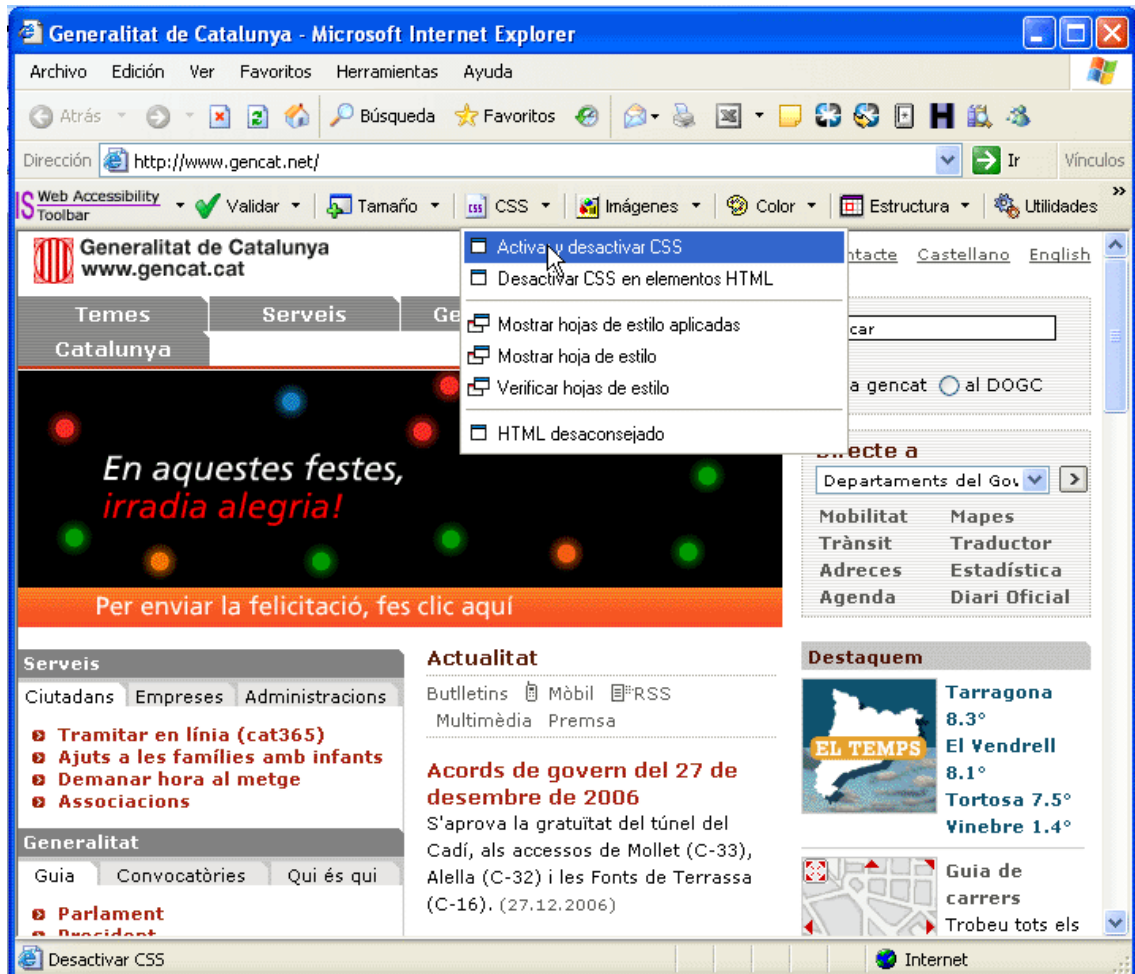 Generalitat de Catalunya - Microsoft Internet Explorer
Archivo Edición Ver Favoritos Herramientas Ayuda
Atrás Búsqueda Favoritos
Dirección http://www.gencat.net/ Ir Vínculos
IS Web Accessibility Toolbar Validar Tamaño CSS Imágenes Color Estructura Utilidades »
Generalitat de Catalunya
www.gencat.cat
Castellano English
Activar y desactivar CSS
Desactivar CSS en elementos HTML
Mostrar hojas de estilo aplicadas
Mostrar hoja de estilo
Verificar hojas de estilo
HTML desaconsejado
Temes Serveis
Catalunya
a gencat al DOGC
En aquestes festes,
irradia alegria!
Per enviar la felicitació, fes clic aquí
Directe a
Departaments del Gov
Mobilitat Mapes
Trànsit Traductor
Adreces Estadística
Agenda Diari Oficial
Serveis
Ciutadans Empreses Administracions
Tramitar en línia (cat365)
Ajuts a les famílies amb infants
Demanar hora al metge
Associacions
Generalitat
Guia Convocatòries Qui és qui
Parlament
President
Actualitat
Butlletins Mòbil RSS
Multimèdia Premsa
Acords de govern del 27 de
desembre de 2006
S'aprova la gratuïtat del túnel del
Cadí, als accessos de Mollet (C-33),
Alella (C-32) i les Fonts de Terrassa
(C-16). (27.12.2006)
Destaquem
EL TEMPS
Tarragona
8.3°
El Vendrell
8.1°
Tortosa 7.5°
Vinebre 1.4°
Guia de
carrers
Trobeu tots els
Desactivar CSS Internet